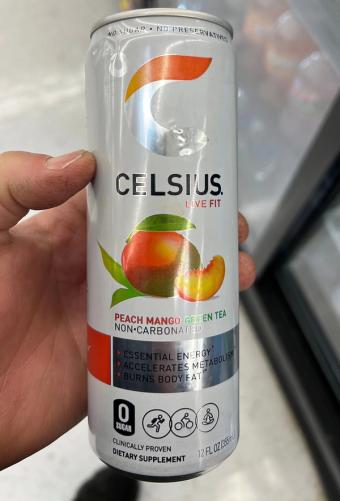 NO SUGAR • NO PRESERVATIVES
CELSIUS.
LIVE FIT
PEACH MANGO GREEN TEA
NON•CARBONATED
ESSENTIAL ENERGY*
ACCELERATES METABOLISM
BURNS BODY FAT*
0
SUGAR
CLINICALLY PROVEN
DIETARY SUPPLEMENT
12 FL OZ (355